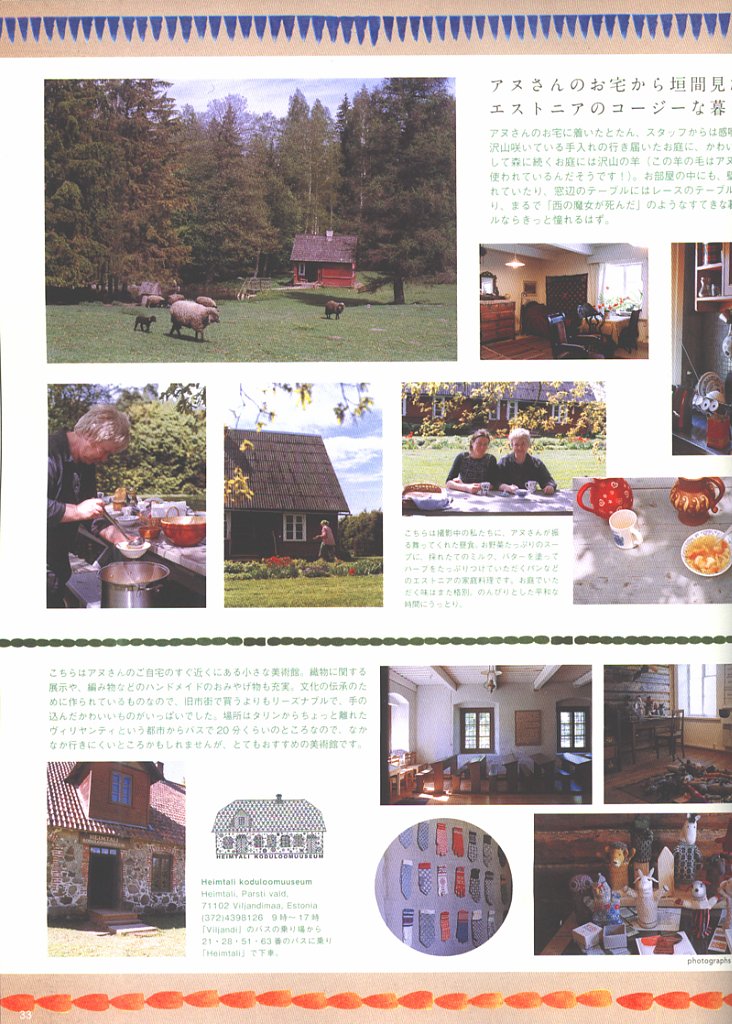 アヌさんのお宅から垣間見
エストニアのコージーな暮
アヌさんのお宅に着いたとたん、スタッフからは感
沢山咲いている手入れの行き届いたお庭に、かわい
して森に続くお庭には沢山の羊（この羊の毛はアヌ
使われているんだそうです！）。お部屋の中にも、
れていたり、窓辺のテーブルにはレースのテーブル
り、まるで「西の魔女が死んだ」のようなすてきな
ルならきっと憧れるはず。
こちらは撮影中の私たちに、アヌさんが振
る舞ってくれた昼食。お野菜たっぷりのスー
プに、採れたてのミルク、バターを塗って
ハーブをたっぷりつけていただくパンなど
のエストニアの家庭料理です。お庭でいた
だく味はまた格別。のんびりとした平和な
時間にうっとり。
こちらはアヌさんのご自宅のすぐ近くにある小さな美術館。織物に関する
展示や、編み物などのハンドメイドのおみやげ物も充実。文化の伝承のた
めに作られているものなので、旧市街で買うよりもリーズナブルで、手の
込んだかわいいものがいっぱいでした。場所はタリンからちょっと離れた
ヴィリヤンディという都市からバスで20分くらいのところなので、なか
なか行きにくいところかもしれませんが、とてもおすすめの美術館です。
HEIMTALI KODULOOMUUSEUM
Heimtali koduloomuuseum
Heimtali, Parsti vald,
71102 Viljandimaa, Estonia
(372)4398126　9時〜17時
「Viljandi」のバスの乗り場から
21・28・51・63番のバスに乗り
「Heimtali」で下車。
photographs
33